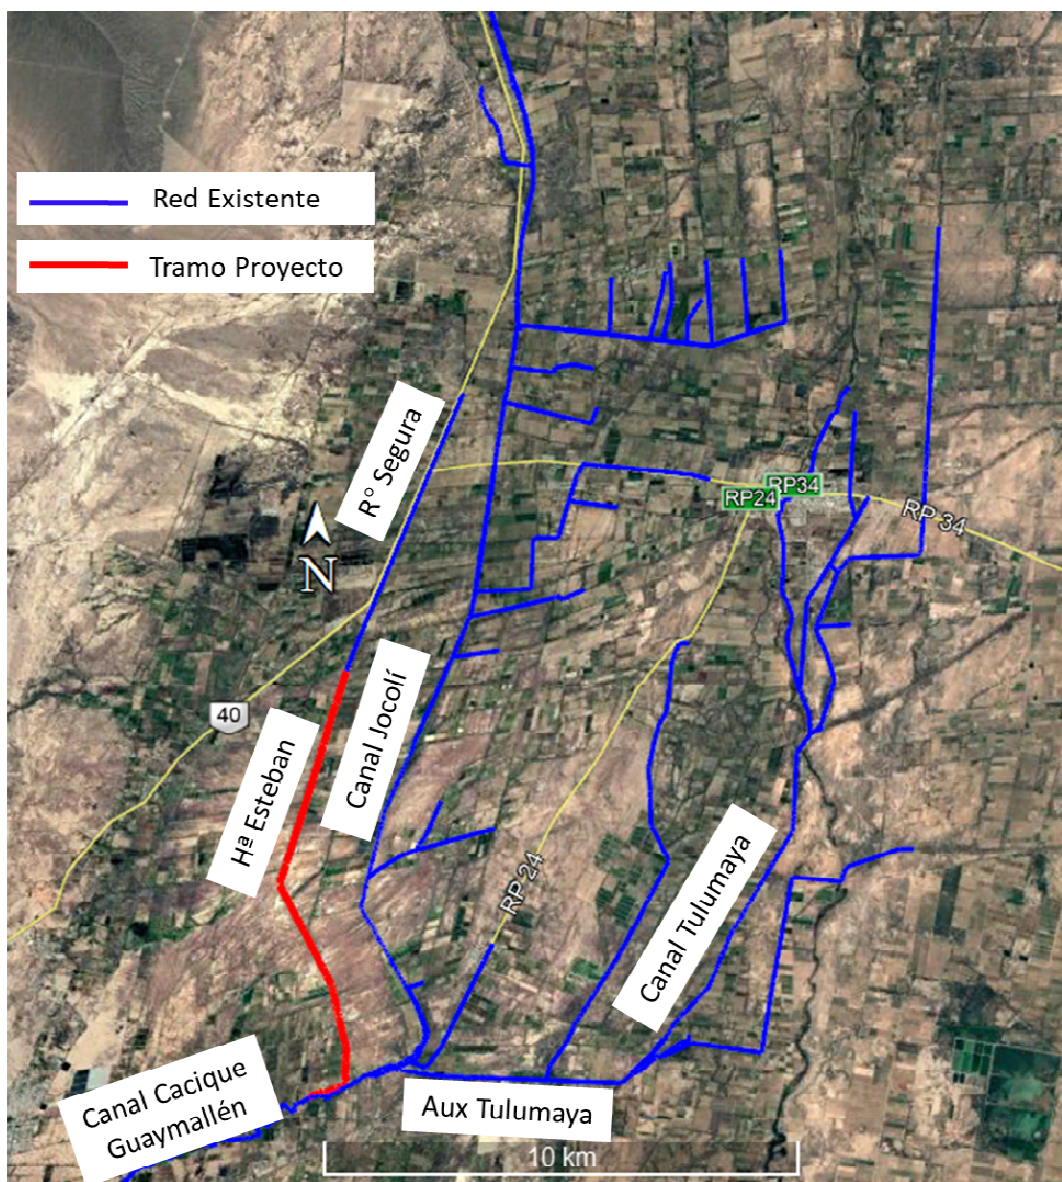 Red Existente
Tramo Proyecto
R° Segura
RP34
RP24
RP 34
N
40
Canal Jocolí
Hª Esteban
RP 24
Canal Tulumaya
Canal Cacique
Guaymallén
Aux Tulumaya
10 km